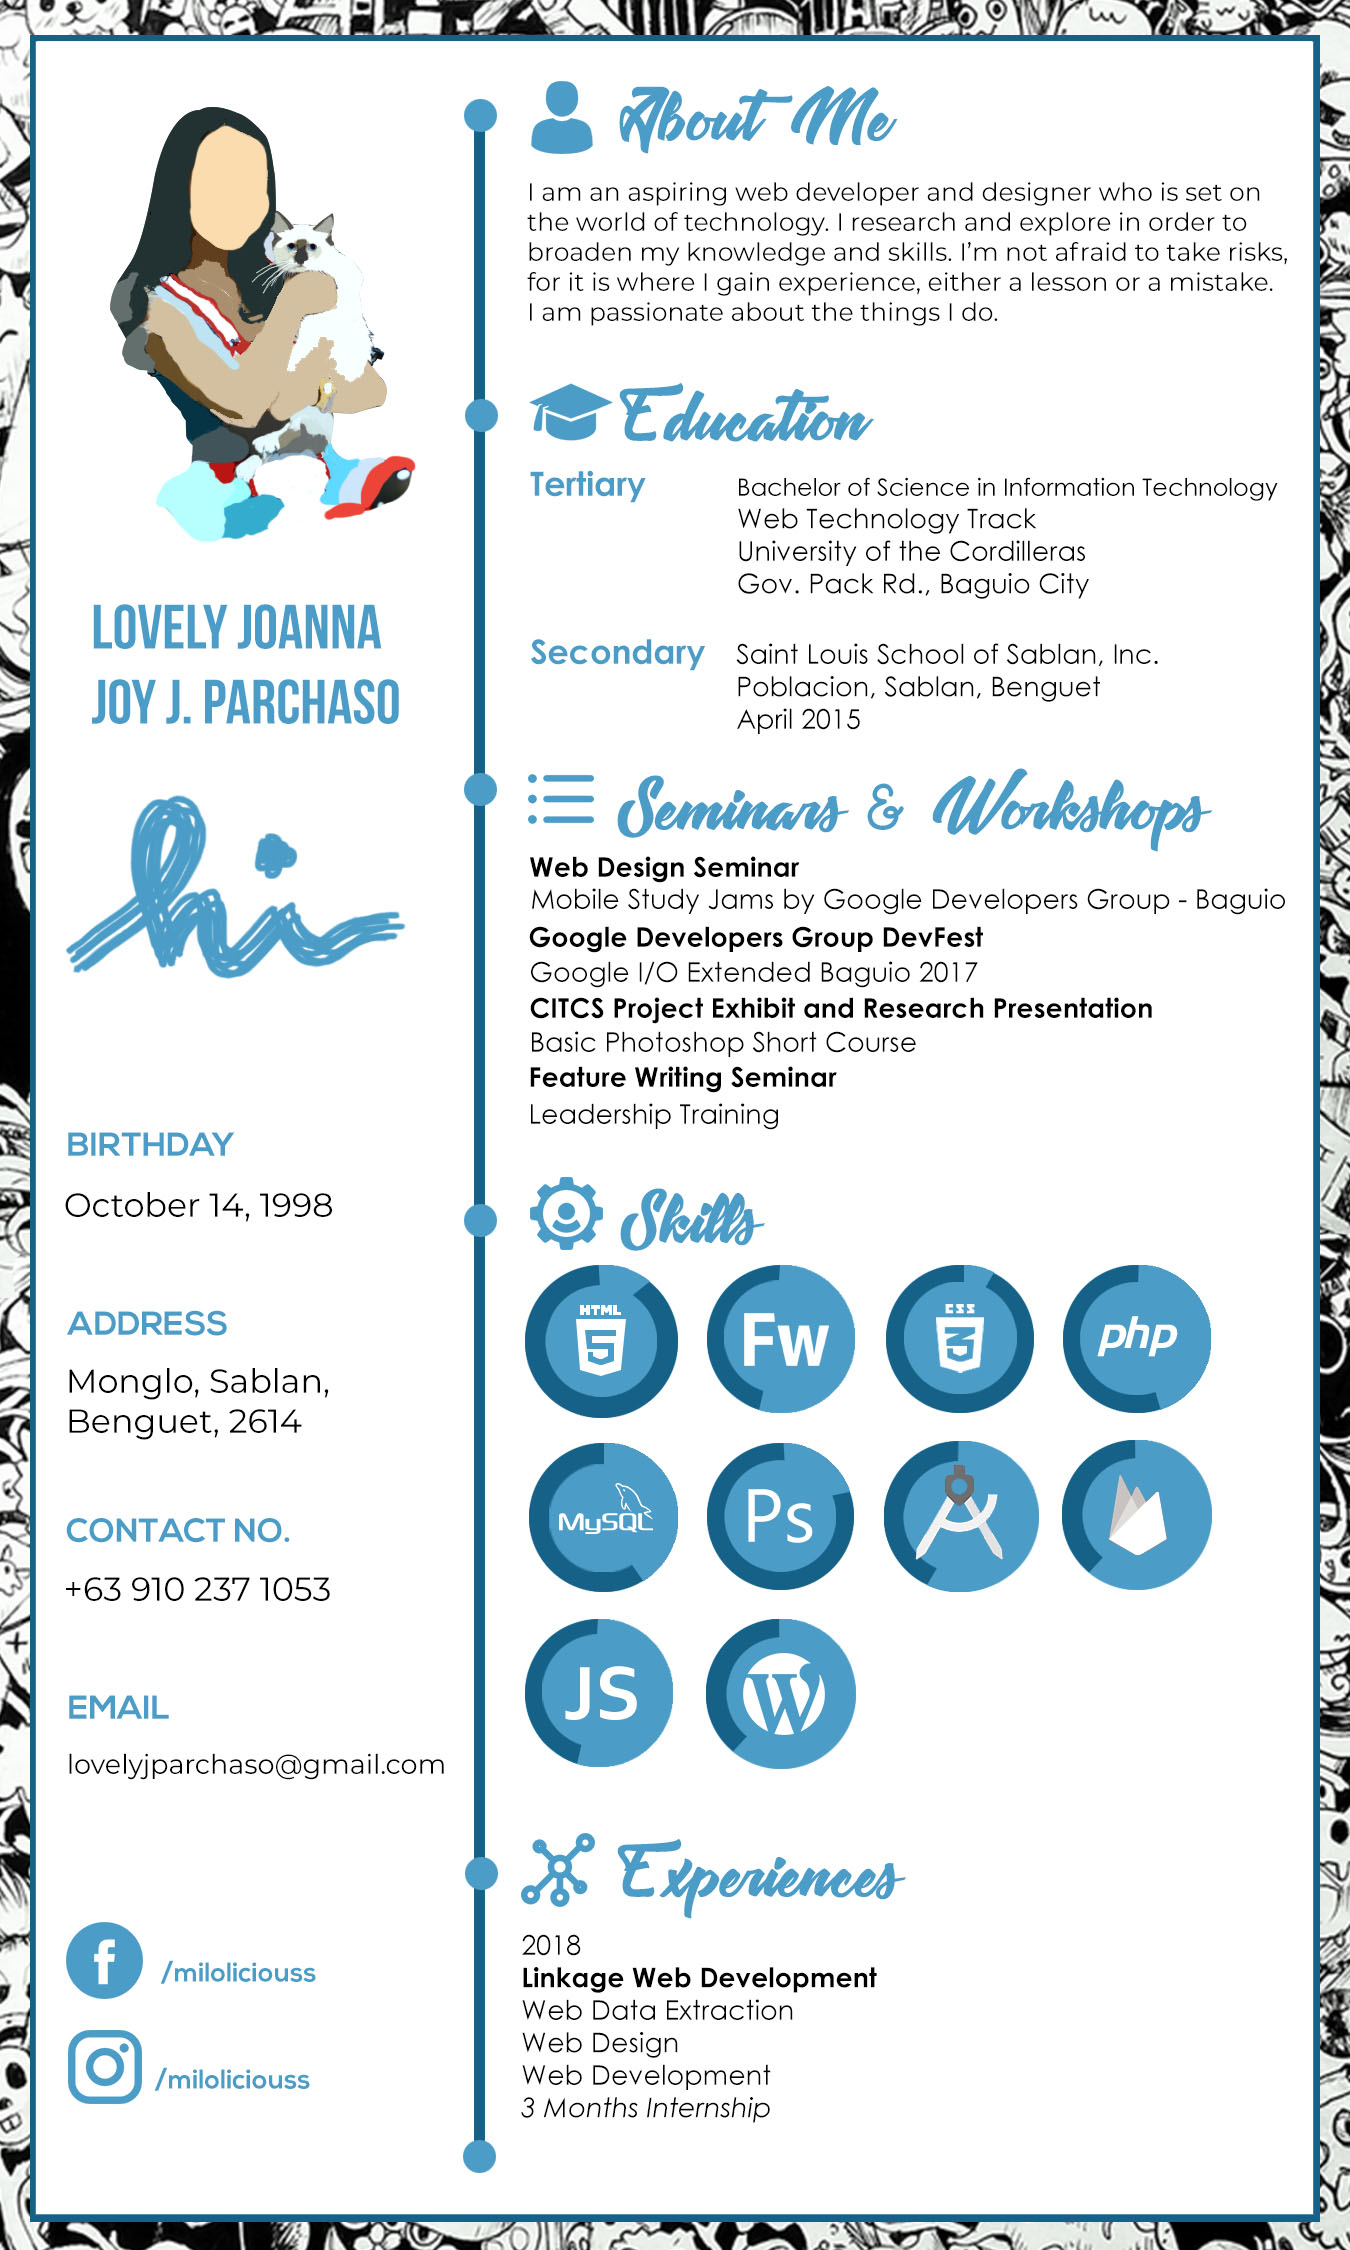 LOVELY JOANNA
JOY J. PARCHASO
hi
BIRTHDAY
October 14, 1998
ADDRESS
Monglo, Sablan,
Benguet, 2614
CONTACT NO.
+63 910 237 1053
EMAIL
lovelyjparchaso@gmail.com
f
/miloliciouss
/miloliciouss
About Me
I am an aspiring web developer and designer who is set on
the world of technology. I research and explore in order to
broaden my knowledge and skills. I'm not afraid to take risks,
for it is where I gain experience, either a lesson or a mistake.
I am passionate about the things I do.
Education
Tertiary
Bachelor of Science in Information Technology
Web Technology Track
University of the Cordilleras
Gov. Pack Rd., Baguio City
Secondary
Saint Louis School of Sablan, Inc.
Poblacion, Sablan, Benguet
April 2015
Seminars & Workshops
Web Design Seminar
Mobile Study Jams by Google Developers Group - Baguio
Google Developers Group DevFest
Google I/O Extended Baguio 2017
CITCS Project Exhibit and Research Presentation
Basic Photoshop Short Course
Feature Writing Seminar
Leadership Training
Skills
HTML
5
Fw
CSS
3
php
MySQL
Ps
JS
W
Experiences
2018
Linkage Web Development
Web Data Extraction
Web Design
Web Development
3 Months Internship